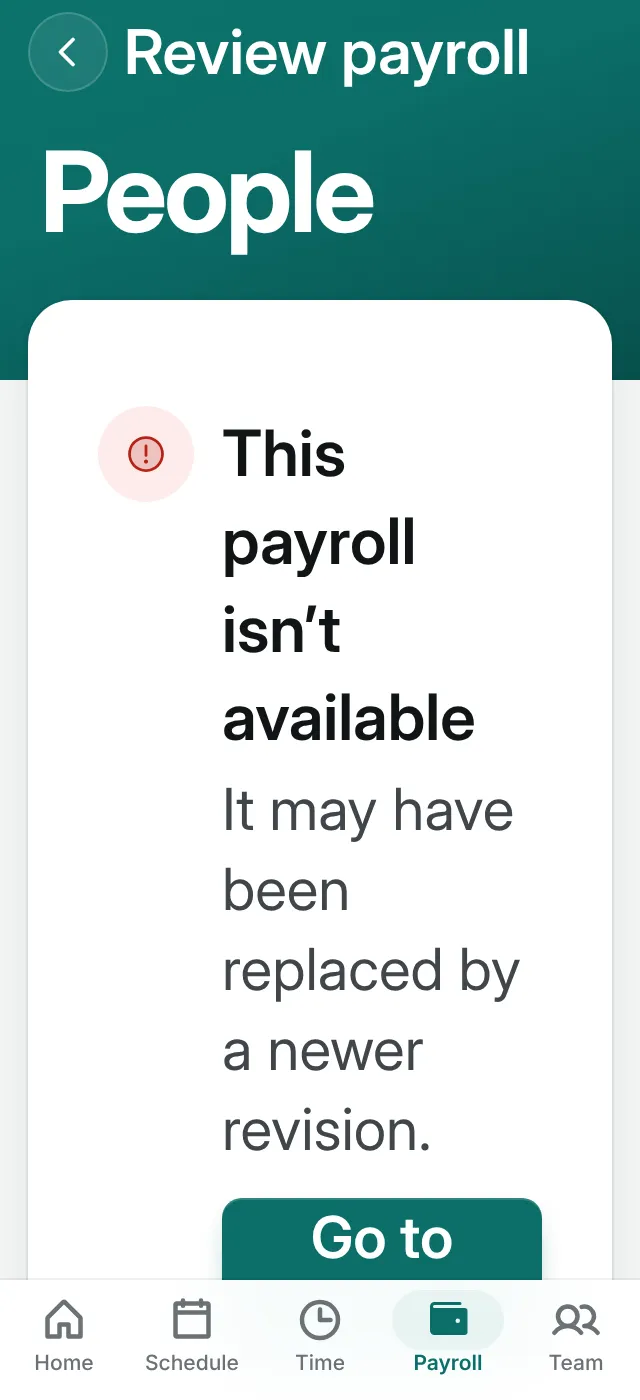 Review payroll
People
This
payroll
isn’t
available
It may have
been
replaced by
a newer
revision.
Go to
Home
Schedule
Time
Payroll
Team